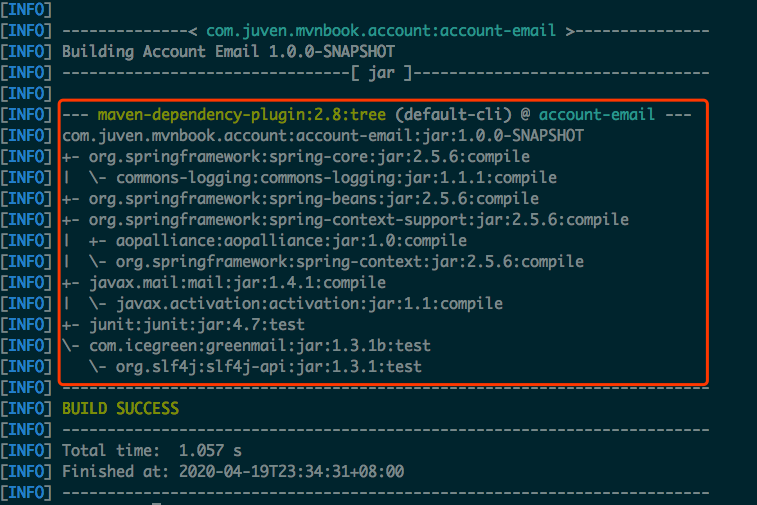 [INFO]
[INFO] --------------< com.juven.mvnbook.account:account-email >---------------
[INFO] Building Account Email 1.0.0-SNAPSHOT
[INFO] --------------------------------[ jar ]---------------------------------
[INFO]
[INFO] --- maven-dependency-plugin:2.8:tree (default-cli) @ account-email ---
[INFO] com.juven.mvnbook.account:account-email:jar:1.0.0-SNAPSHOT
[INFO] +- org.springframework:spring-core:jar:2.5.6:compile
[INFO] |  \- commons-logging:commons-logging:jar:1.1.1:compile
[INFO] +- org.springframework:spring-beans:jar:2.5.6:compile
[INFO] +- org.springframework:spring-context-support:jar:2.5.6:compile
[INFO] |  +- aopalliance:aopalliance:jar:1.0:compile
[INFO] |  \- org.springframework:spring-context:jar:2.5.6:compile
[INFO] +- javax.mail:mail:jar:1.4.1:compile
[INFO] |  \- javax.activation:activation:jar:1.1:compile
[INFO] +- junit:junit:jar:4.7:test
[INFO] \- com.icegreen:greenmail:jar:1.3.1b:test
[INFO]    \- org.slf4j:slf4j-api:jar:1.3.1:test
[INFO] ------------------------------------------------------------------------
[INFO] BUILD SUCCESS
[INFO] ------------------------------------------------------------------------
[INFO] Total time:  1.057 s
[INFO] Finished at: 2020-04-19T23:34:31+08:00
[INFO] ------------------------------------------------------------------------